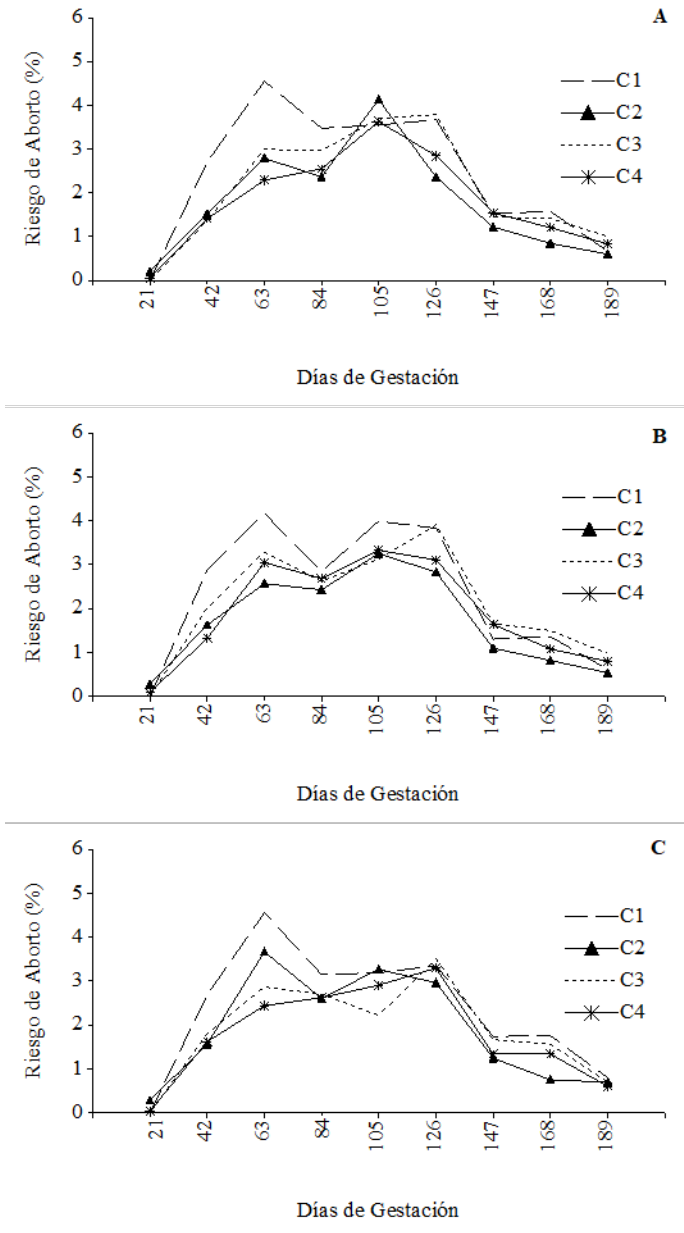 A
Riesgo de Aborto (%)
6
5
4
3
2
1
0
C1
C2
C3
C4
21
42
63
84
105
126
147
168
189
Días de Gestación
B
Riesgo de Aborto (%)
6
5
4
3
2
1
0
C1
C2
C3
C4
21
42
63
84
105
126
147
168
189
Días de Gestación
C
Riesgo de Aborto (%)
6
5
4
3
2
1
0
C1
C2
C3
C4
21
42
63
84
105
126
147
168
189
Días de Gestación